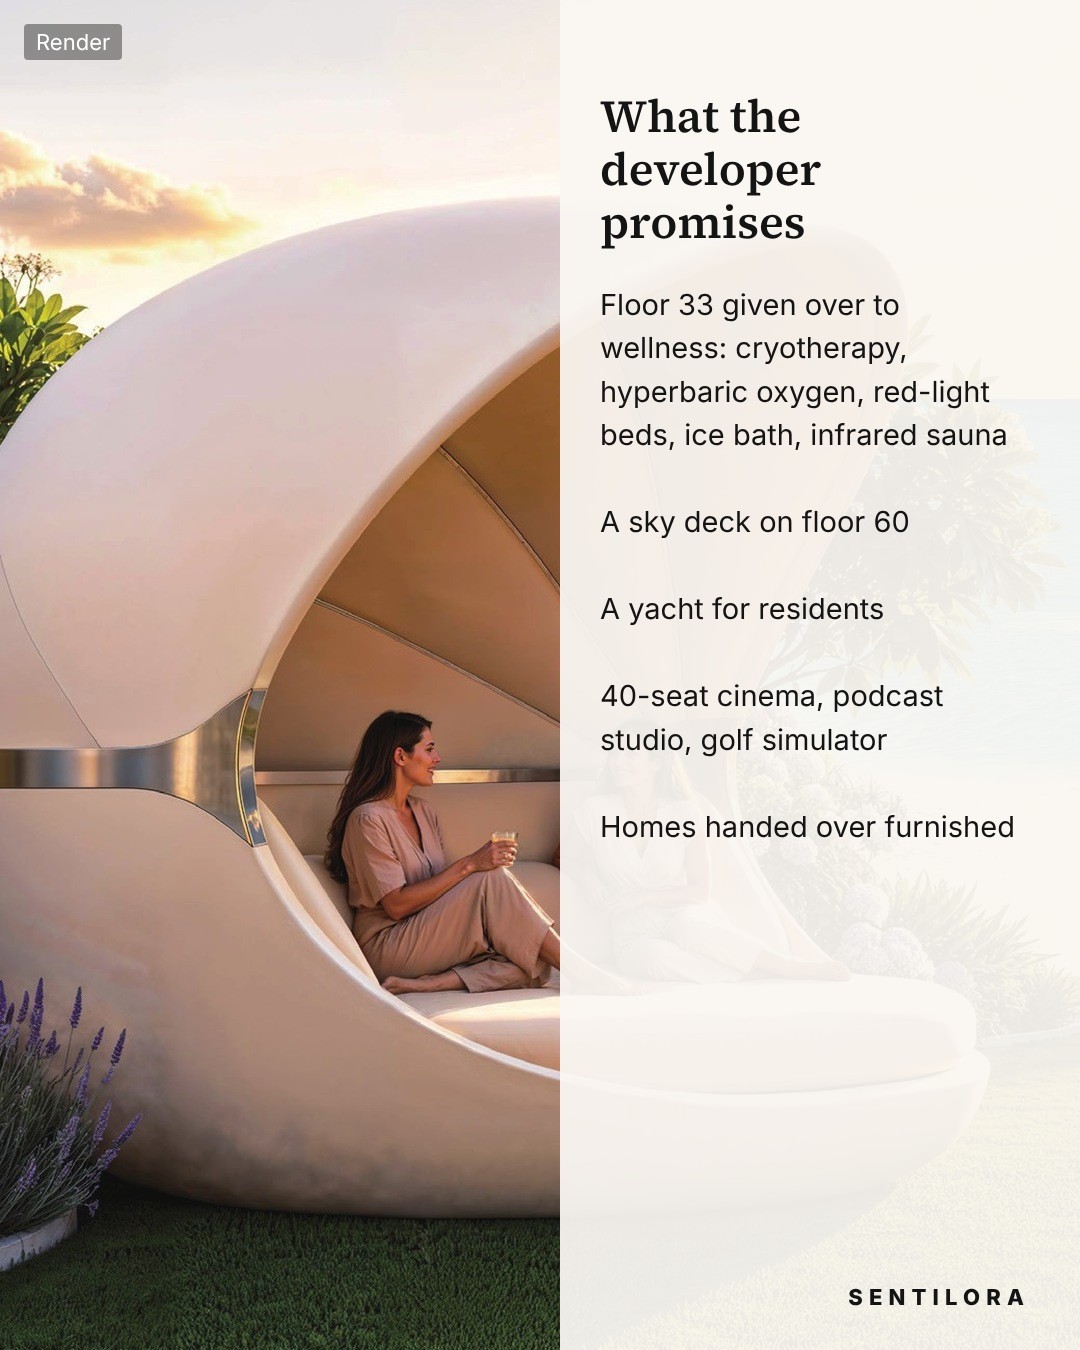 Render
What the
developer
promises
Floor 33 given over to
wellness: cryotherapy,
hyperbaric oxygen, red-light
beds, ice bath, infrared sauna
A sky deck on floor 60
A yacht for residents
40-seat cinema, podcast
studio, golf simulator
Homes handed over furnished
SENTILORA